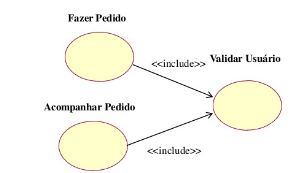 Fazer Pedido
<<include>>
Validar Usuário
Acompanhar Pedido
<<include>>